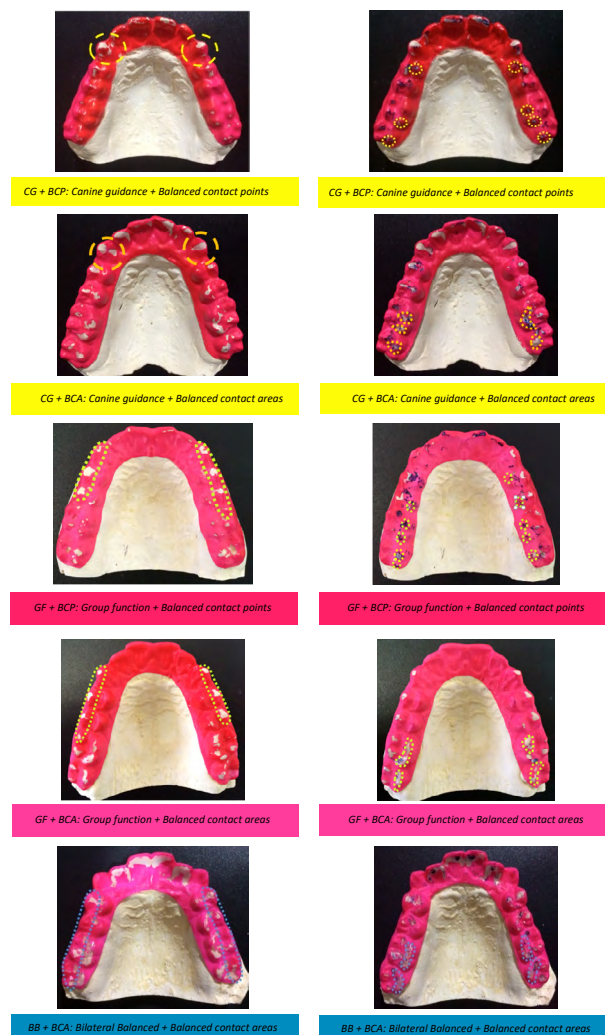 CG + BCP: Canine guidance + Balanced contact points
CG + BCP: Canine guidance + Balanced contact points
CG + BCA: Canine guidance + Balanced contact areas
CG + BCA: Canine guidance + Balanced contact areas
GF + BCP: Group function + Balanced contact points
GF + BCP: Group function + Balanced contact points
GF + BCA: Group function + Balanced contact areas
GF + BCA: Group function + Balanced contact areas
BB + BCA: Bilateral Balanced + Balanced contact areas
BB + BCA: Bilateral Balanced + Balanced contact areas